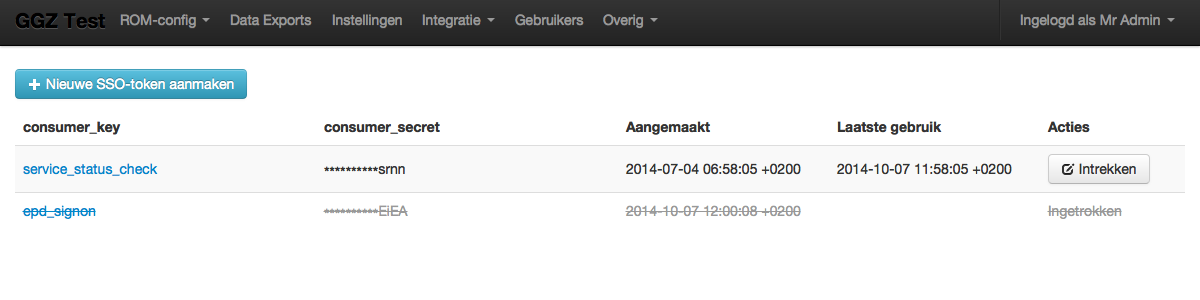 GGZ Test ROM-config Data Exports Instellingen Integratie Gebruikers Overig Ingelogd als Mr Admin
+ Nieuwe SSO-token aanmaken
consumer_key consumer_secret Aangemaakt Laatste gebruik Acties
service_status_check **********srnn 2014-07-04 06:58:05 +0200 2014-10-07 11:58:05 +0200 Intrekken
epd_signon **********EiEA 2014-10-07 12:00:08 +0200 Ingetrokken